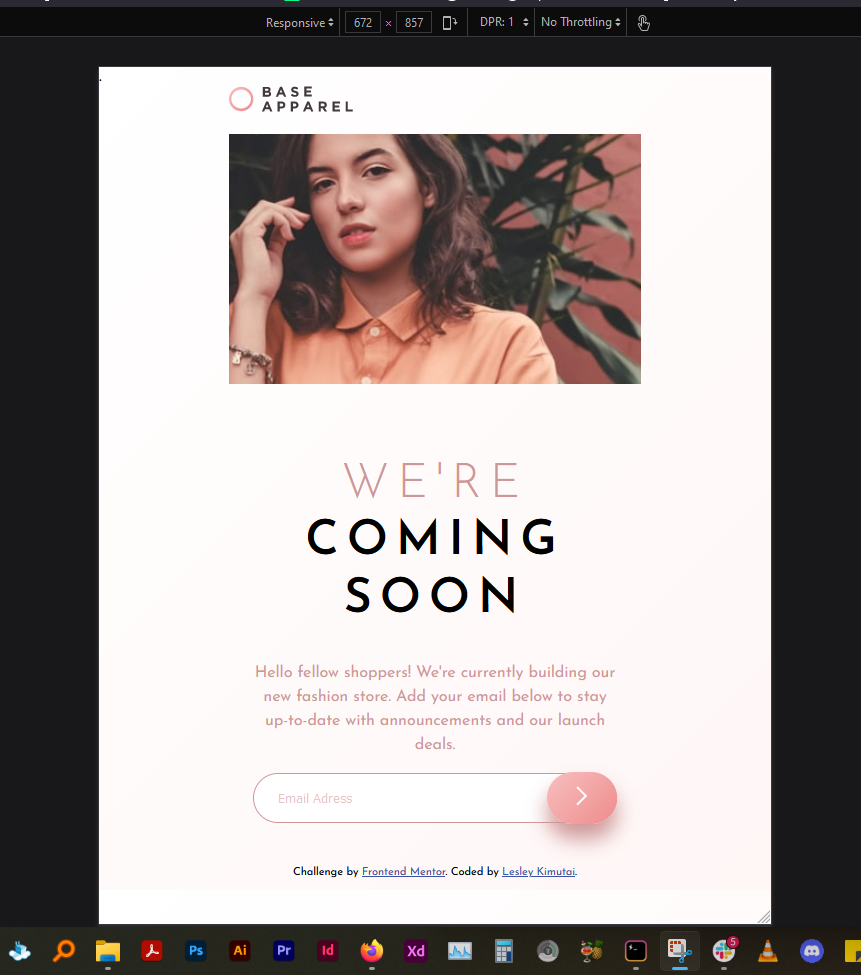 Responsive 672 × 857 DPR: 1 No Throttling
.
BASE
APPAREL
WE'RE
COMING
SOON
Hello fellow shoppers! We're currently building our
new fashion store. Add your email below to stay
up-to-date with announcements and our launch
deals.
Email Adress
Challenge by Frontend Mentor. Coded by Lesley Kimutai.
Ps Ai Pr Id Xd 5